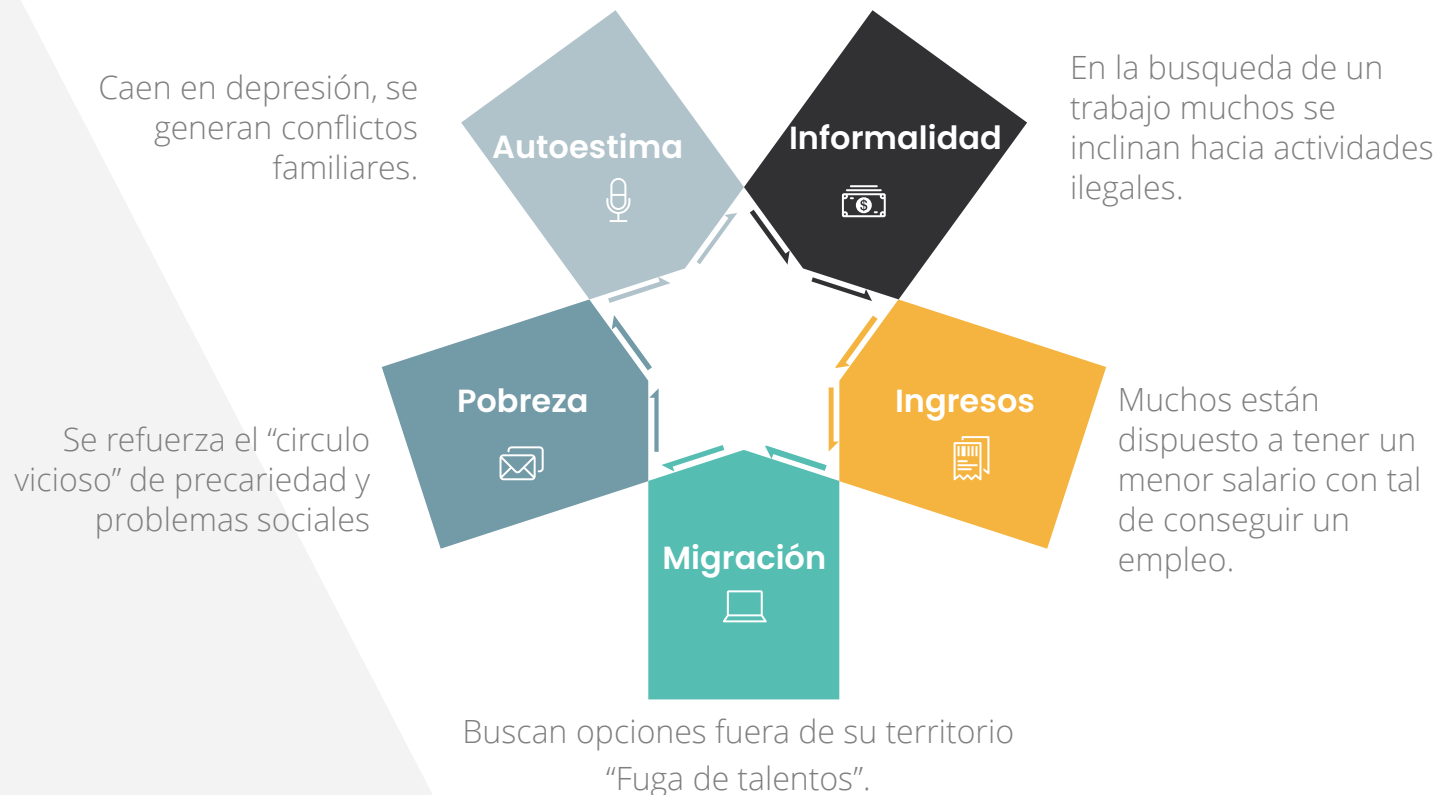 Caen en depresión, se
generan conflictos
familiares.
Autoestima
Informalidad
En la busqueda de un
trabajo muchos se
inclinan hacia actividades
ilegales.
Pobreza
Se refuerza el “circulo
vicioso” de precariedad y
problemas sociales
Ingresos
Muchos están
dispuesto a tener un
menor salario con tal
de conseguir un
empleo.
Migración
Buscan opciones fuera de su territorio
“Fuga de talentos”.